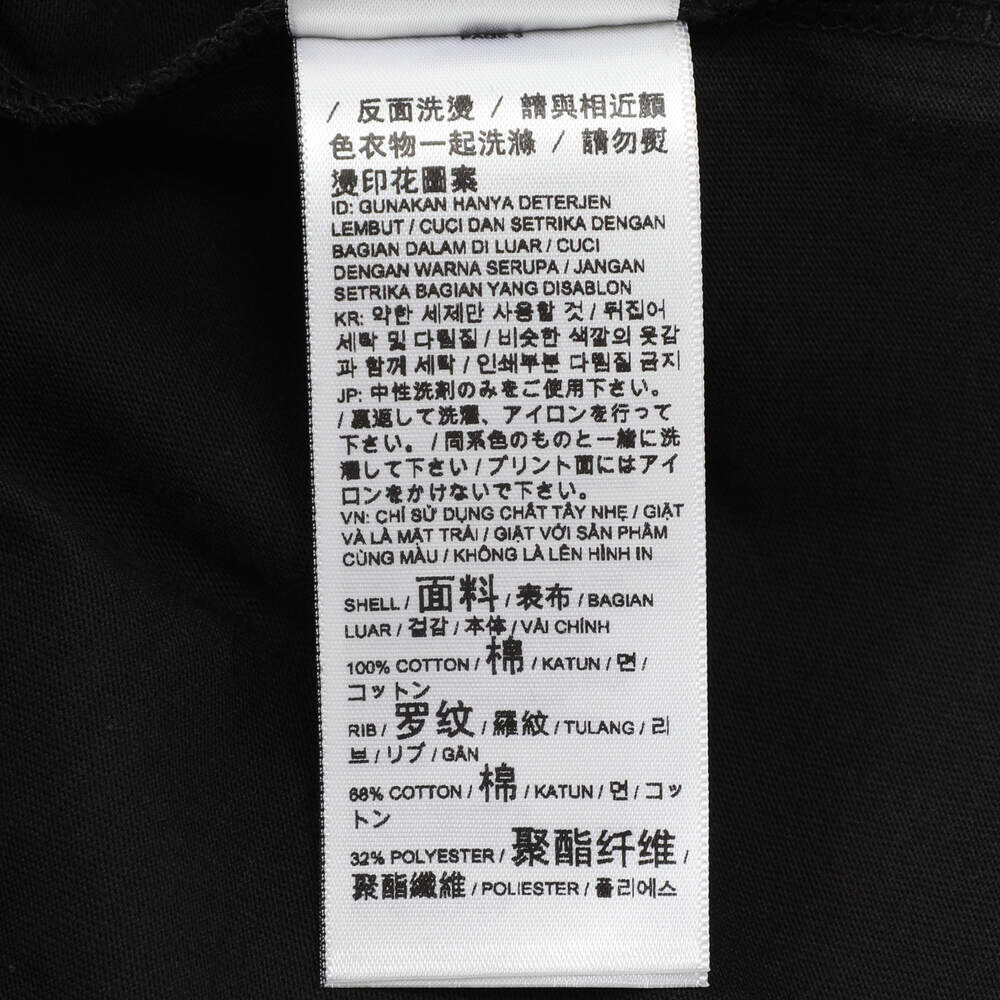 / 反面洗燙 / 請與相近顏
色衣物一起洗滌 / 請勿熨
燙印花圖案
ID: GUNAKAN HANYA DETERJEN
LEMBUT / CUCI DAN SETRIKA DENGAN
BAGIAN DALAM DI LUAR / CUCI
DENGAN WARNA SERUPA / JANGAN
SETRIKA BAGIAN YANG DISABLON
KR: 약한 세제만 사용할 것 / 뒤집어
세탁 및 다림질 / 비슷한 색깔의 옷감
과 함께 세탁 / 인쇄부분 다림질 금지
JP: 中性洗剤のみをご使用下さい。
/ 裏返して洗濯、アイロンを行って
下さい。 / 同系色のものと一緒に洗
濯して下さい / プリント面にはアイ
ロンをかけないで下さい。
VN: CHỈ SỬ DỤNG CHẤT TẨY NHẸ / GIẶT
VÀ LÀ MẶT TRÁI / GIẶT VỚI SẢN PHẨM
CÙNG MÀU / KHÔNG LÀ LÊN HÌNH IN
SHELL / 面料 / 表布 / BAGIAN
LUAR / 겉감 / 本体 / VẢI CHÍNH
100% COTTON / 棉 / KATUN / 면 /
コットン
RIB / 罗纹 / 羅紋 / TULANG / 리
브 / リブ / GÂN
68% COTTON / 棉 / KATUN / 면 / コッ
トン
32% POLYESTER / 聚酯纤维 /
聚酯纖維 / POLIESTER / 폴리에스